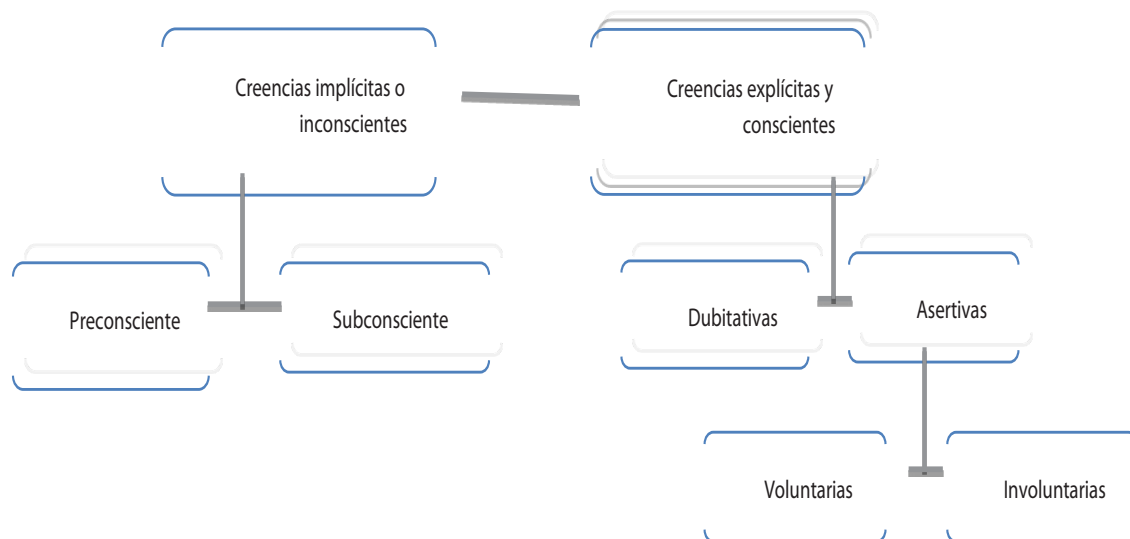 Creencias implícitas o
inconscientes
Creencias explícitas y
conscientes
Preconsciente
Subconsciente
Dubitativas
Asertivas
Voluntarias
Involuntarias